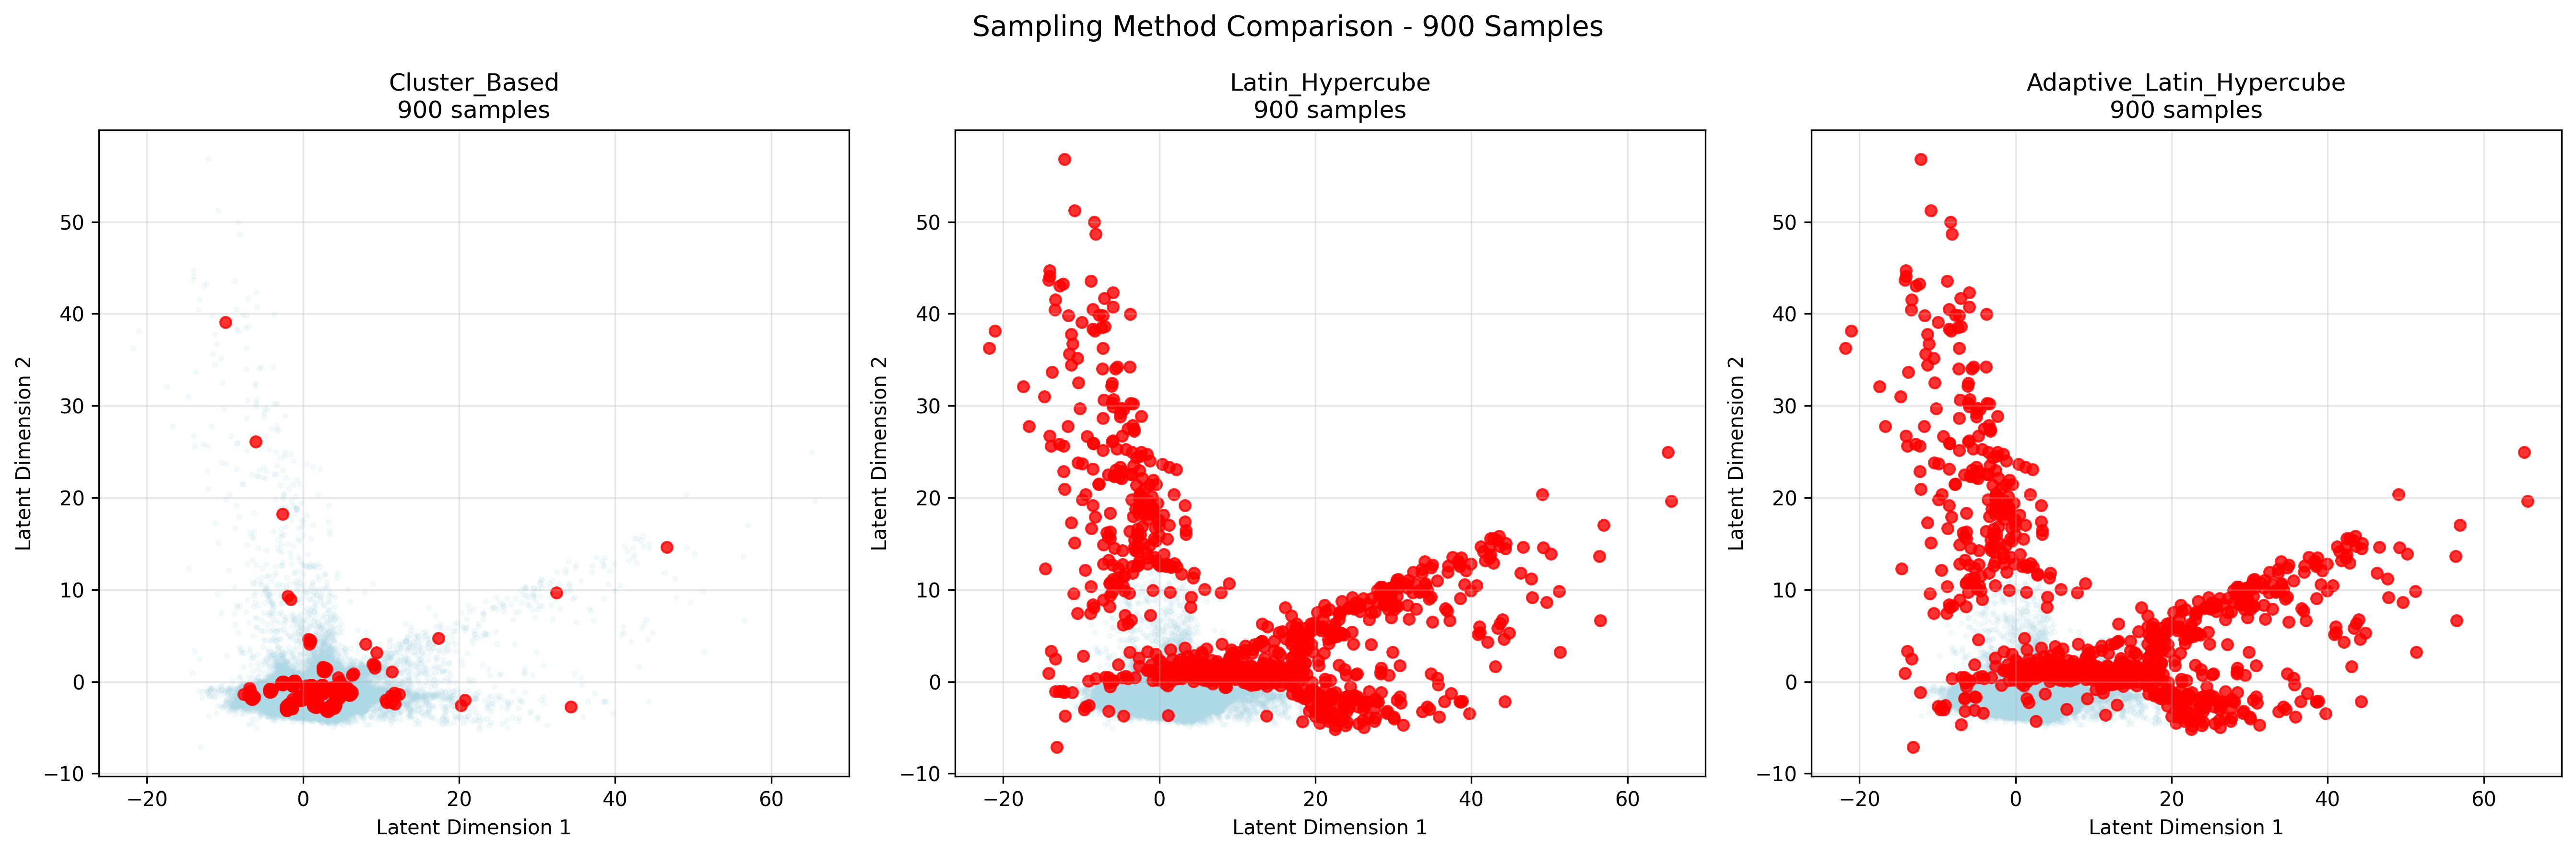 Sampling Method Comparison - 900 Samples
Cluster_Based
900 samples
Latent Dimension 2
50
40
30
20
10
0
−10
−20
0
20
40
60
Latent Dimension 1
Latin_Hypercube
900 samples
Latent Dimension 2
50
40
30
20
10
0
−10
−20
0
20
40
60
Latent Dimension 1
Adaptive_Latin_Hypercube
900 samples
Latent Dimension 2
50
40
30
20
10
0
−10
−20
0
20
40
60
Latent Dimension 1